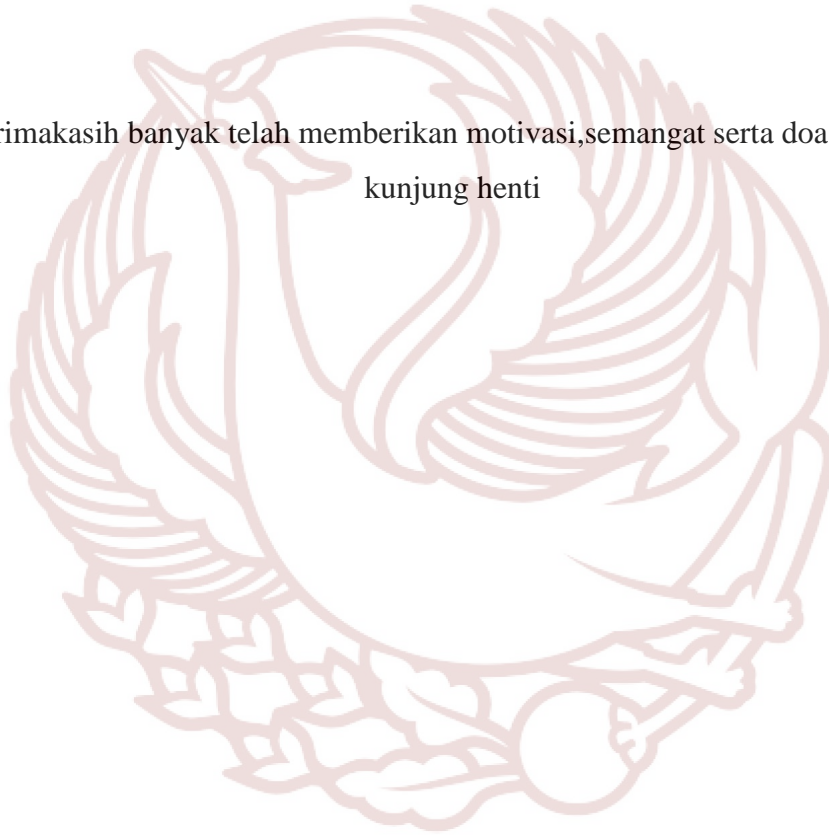 rimakasih banyak telah memberikan motivasi,semangat serta doa
kunjung henti